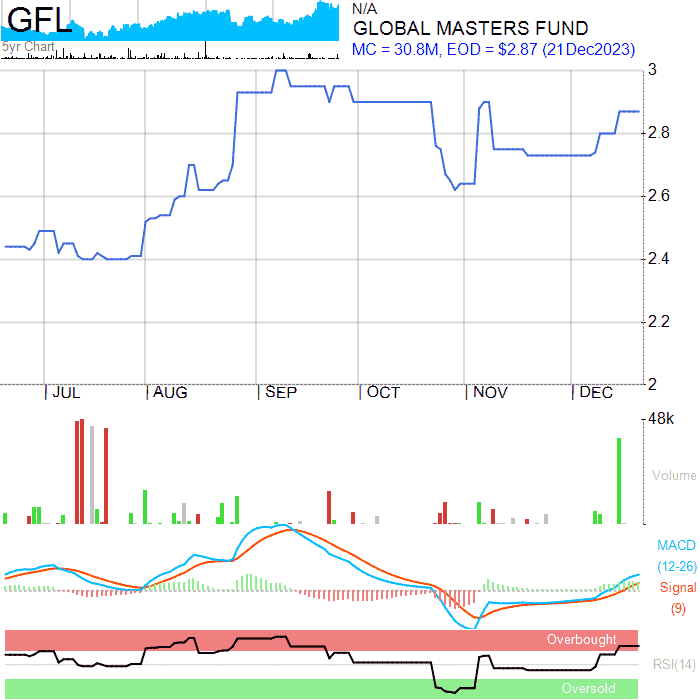 GFL
5yr Chart
N/A
GLOBAL MASTERS FUND
MC = 30.8M, EOD = $2.87 (21Dec2023)
3
2.8
2.6
2.4
2.2
2
JUL AUG SEP OCT NOV DEC
48k
Volume
MACD
(12-26)
Signal
(9)
Overbought
RSI(14)
Oversold